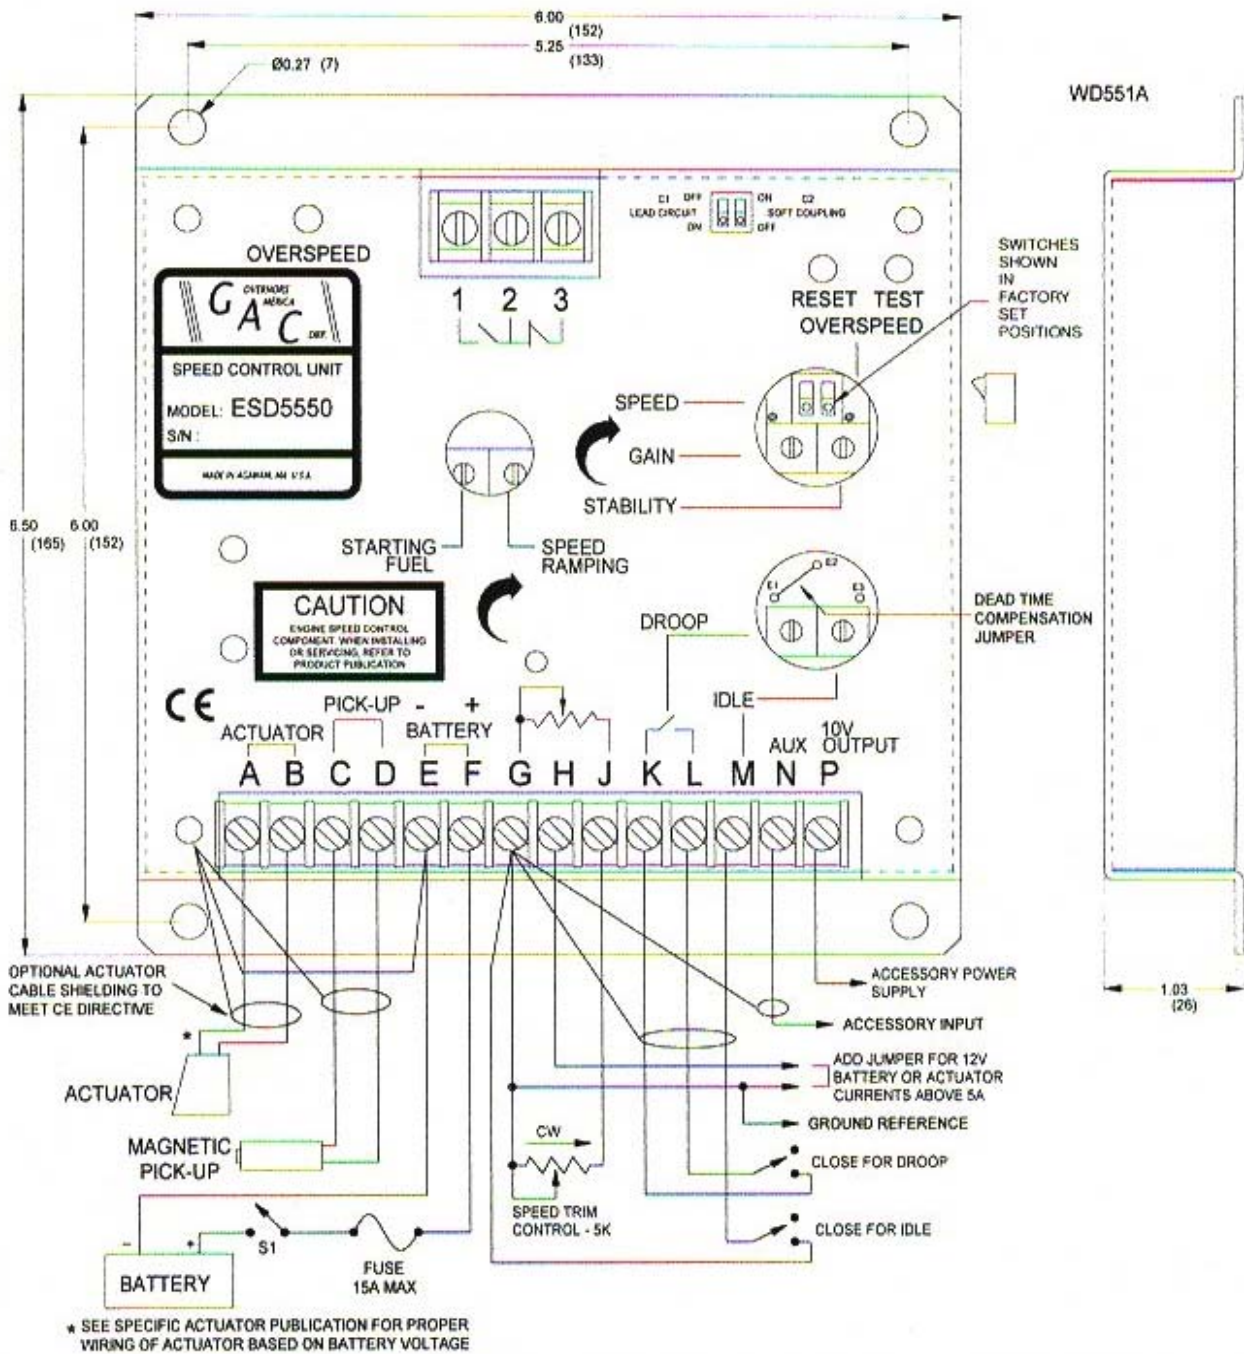 6.00
(152)
5.25
(133)
Ø0.27 (7)
WD551A
C1 OFF
LEAD CIRCUIT
ON
ON C2
SOFT COUPLING
OFF
OVERSPEED
1 2 3
RESET TEST
OVERSPEED
SWITCHES
SHOWN
IN
FACTORY
SET
POSITIONS
GOVERNORS
AMERICA
CORP.
SPEED CONTROL UNIT
MODEL: ESD5550
S/N :
MADE IN AGAWAM, MA U.S.A.
SPEED
GAIN
STABILITY
6.50
(165)
6.00
(152)
STARTING
FUEL
SPEED
RAMPING
CAUTION
ENGINE SPEED CONTROL
COMPONENT. WHEN INSTALLING
OR SERVICING, REFER TO
PRODUCT PUBLICATION
E1
E2
E3
DEAD TIME
COMPENSATION
JUMPER
DROOP
IDLE
CE
PICK-UP
- +
ACTUATOR
BATTERY
AUX
10V
OUTPUT
A B C D E F G H J K L M N P
OPTIONAL ACTUATOR
CABLE SHIELDING TO
MEET CE DIRECTIVE
*
ACTUATOR
MAGNETIC
PICK-UP
- +
BATTERY
S1
FUSE
15A MAX
CW
SPEED TRIM
CONTROL - 5K
ACCESSORY POWER
SUPPLY
ACCESSORY INPUT
ADD JUMPER FOR 12V
BATTERY OR ACTUATOR
CURRENTS ABOVE 5A
GROUND REFERENCE
CLOSE FOR DROOP
CLOSE FOR IDLE
1.03
(26)
* SEE SPECIFIC ACTUATOR PUBLICATION FOR PROPER
WIRING OF ACTUATOR BASED ON BATTERY VOLTAGE